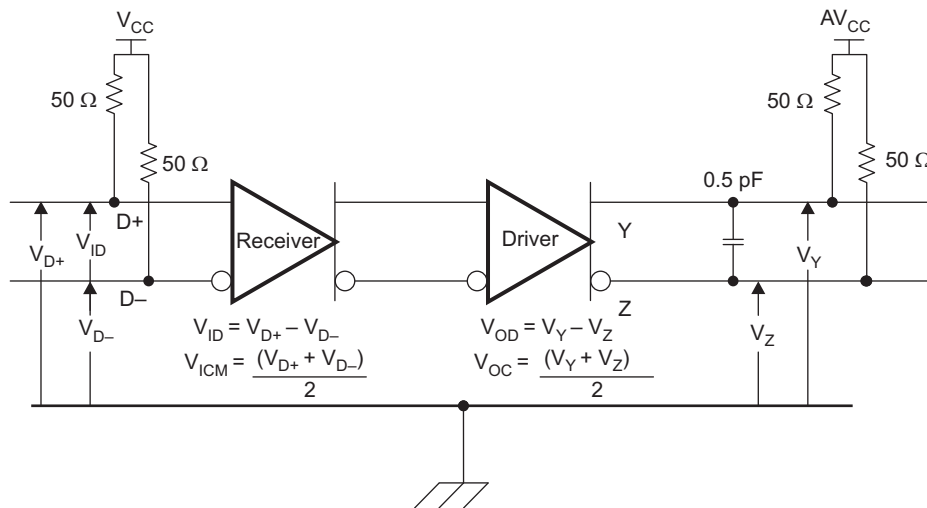 V_CC
AV_CC
50 Ω
50 Ω
50 Ω
50 Ω
0.5 pF
D+
Receiver
Driver
Y
V_ID
V_D+
V_Y
D–
Z
V_D–
V_ID = V_D+ – V_D–
V_OD = V_Y – V_Z
V_Z
V_ICM = (V_D+ + V_D–)
2
V_OC = (V_Y + V_Z)
2